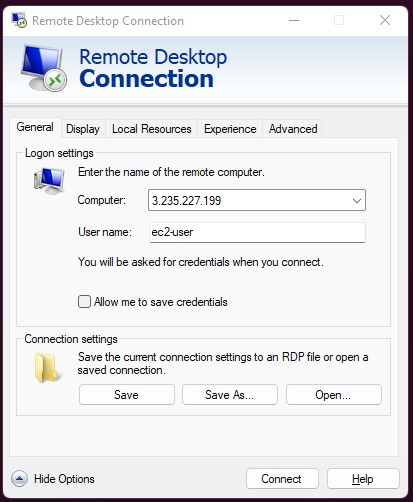 Remote Desktop Connection
Remote Desktop
Connection
General Display Local Resources Experience Advanced
Logon settings
Enter the name of the remote computer.
Computer: 3.235.227.199
User name: ec2-user
You will be asked for credentials when you connect.
Allow me to save credentials
Connection settings
Save the current connection settings to an RDP file or open a
saved connection.
Save Save As... Open...
Hide Options Connect Help